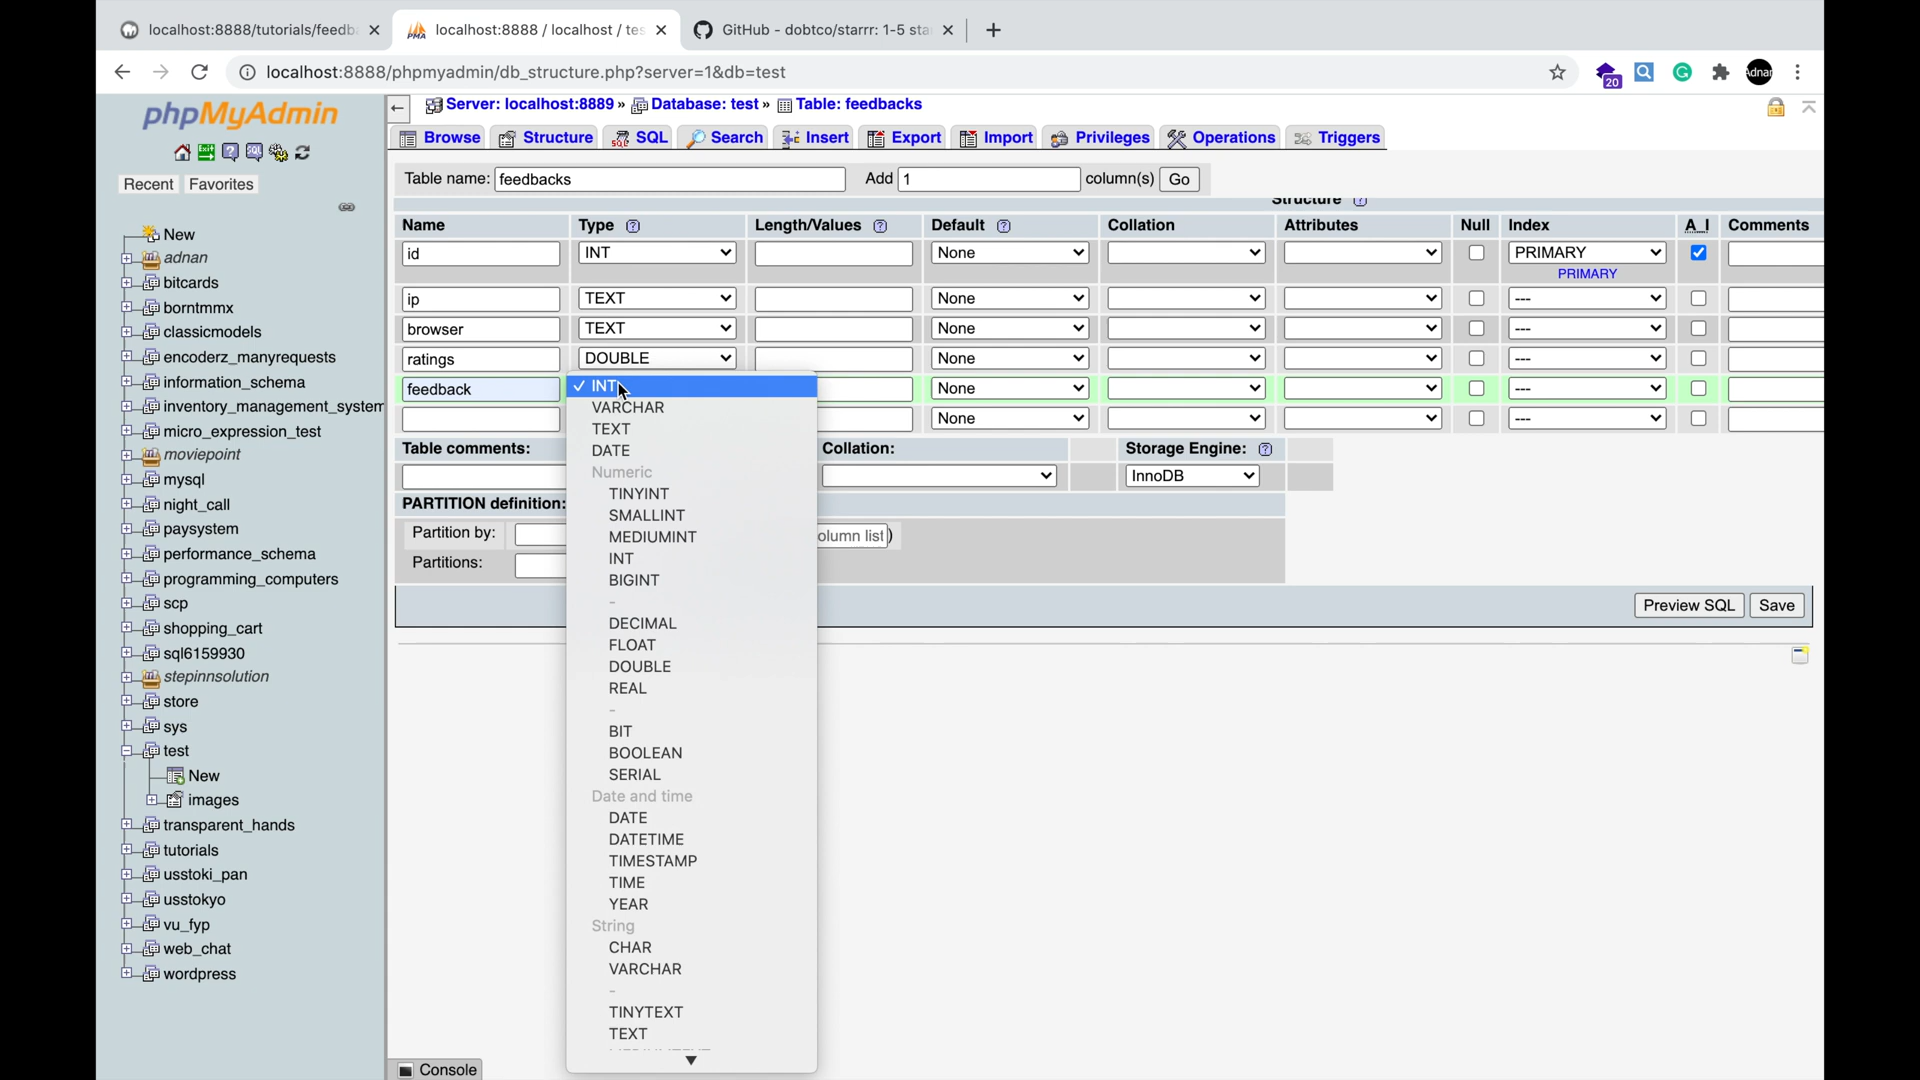 localhost:8888/tutorials/feedb
localhost:8888 / localhost / tes
GitHub - dobtco/starrr: 1-5 sta
localhost:8888/phpmyadmin/db_structure.php?server=1&db=test
20
Adnan
phpMyAdmin
Recent Favorites
New
adnan
bitcards
borntmmx
classicmodels
encoderz_manyrequests
information_schema
inventory_management_system
micro_expression_test
moviepoint
mysql
night_call
paysystem
performance_schema
programming_computers
scp
shopping_cart
sql6159930
stepinnsolution
store
sys
test
New
images
transparent_hands
tutorials
usstoki_pan
usstokyo
vu_fyp
web_chat
wordpress
Server: localhost:8889 » Database: test » Table: feedbacks
Browse Structure SQL Search Insert Export Import Privileges Operations Triggers
Table name: feedbacks Add 1 column(s) Go
Structure
Name Type Length/Values Default Collation Attributes Null Index A_I Comments
id INT None PRIMARY
PRIMARY
ip TEXT None ---
browser TEXT None ---
ratings DOUBLE None ---
feedback None ---
None ---
Table comments: Collation: Storage Engine:
InnoDB
PARTITION definition:
Partition by: olumn list)
Partitions:
Preview SQL Save
✓ INT
VARCHAR
TEXT
DATE
Numeric
TINYINT
SMALLINT
MEDIUMINT
INT
BIGINT
-
DECIMAL
FLOAT
DOUBLE
REAL
-
BIT
BOOLEAN
SERIAL
Date and time
DATE
DATETIME
TIMESTAMP
TIME
YEAR
String
CHAR
VARCHAR
-
TINYTEXT
TEXT
Console